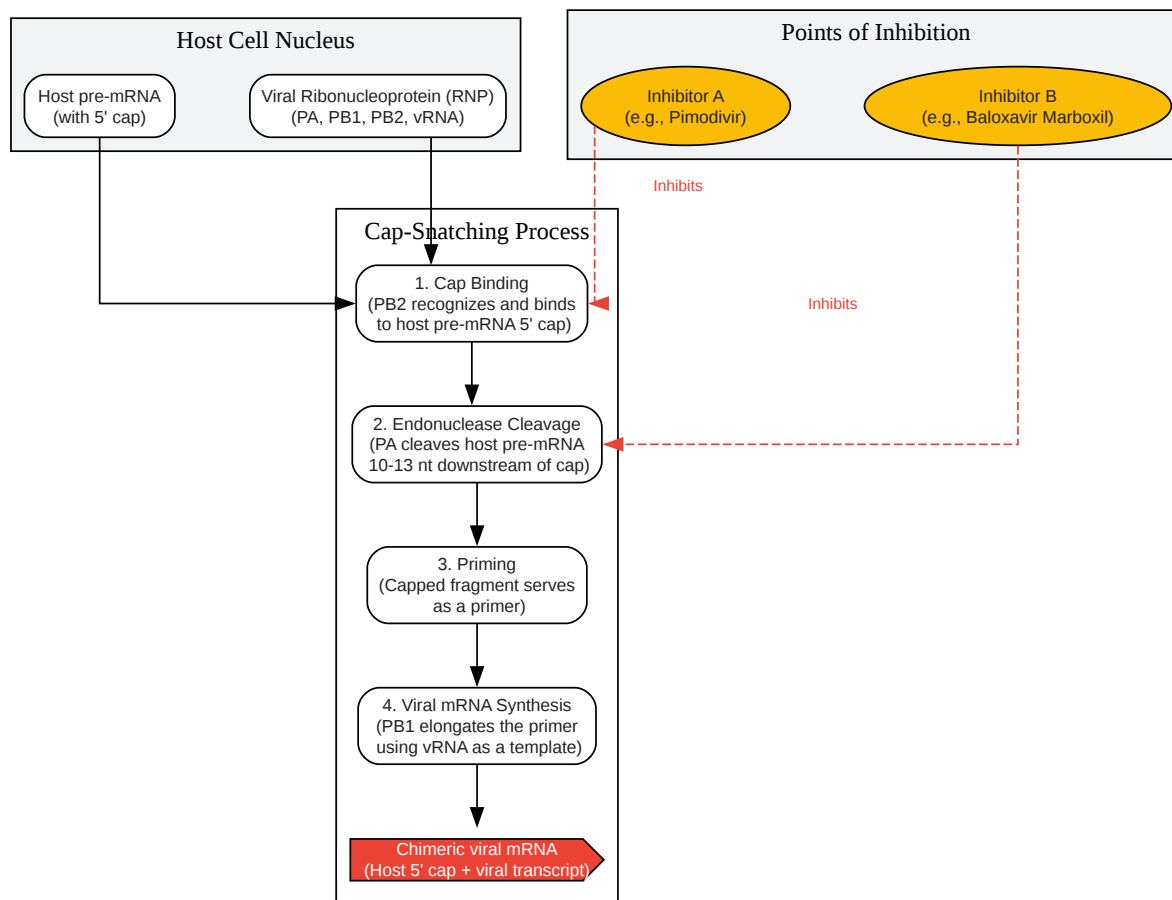 Host Cell Nucleus
Host pre-mRNA
(with 5' cap)
Viral Ribonucleoprotein (RNP)
(PA, PB1, PB2, vRNA)
Points of Inhibition
Inhibitor A
(e.g., Pimodivir)
Inhibitor B
(e.g., Baloxavir Marboxil)
Inhibits
Inhibits
Cap-Snatching Process
1. Cap Binding
(PB2 recognizes and binds
to host pre-mRNA 5' cap)
2. Endonuclease Cleavage
(PA cleaves host pre-mRNA
10-13 nt downstream of cap)
3. Priming
(Capped fragment serves
as a primer)
4. Viral mRNA Synthesis
(PB1 elongates the primer
using vRNA as a template)
Chimeric viral mRNA
(Host 5' cap + viral transcript)